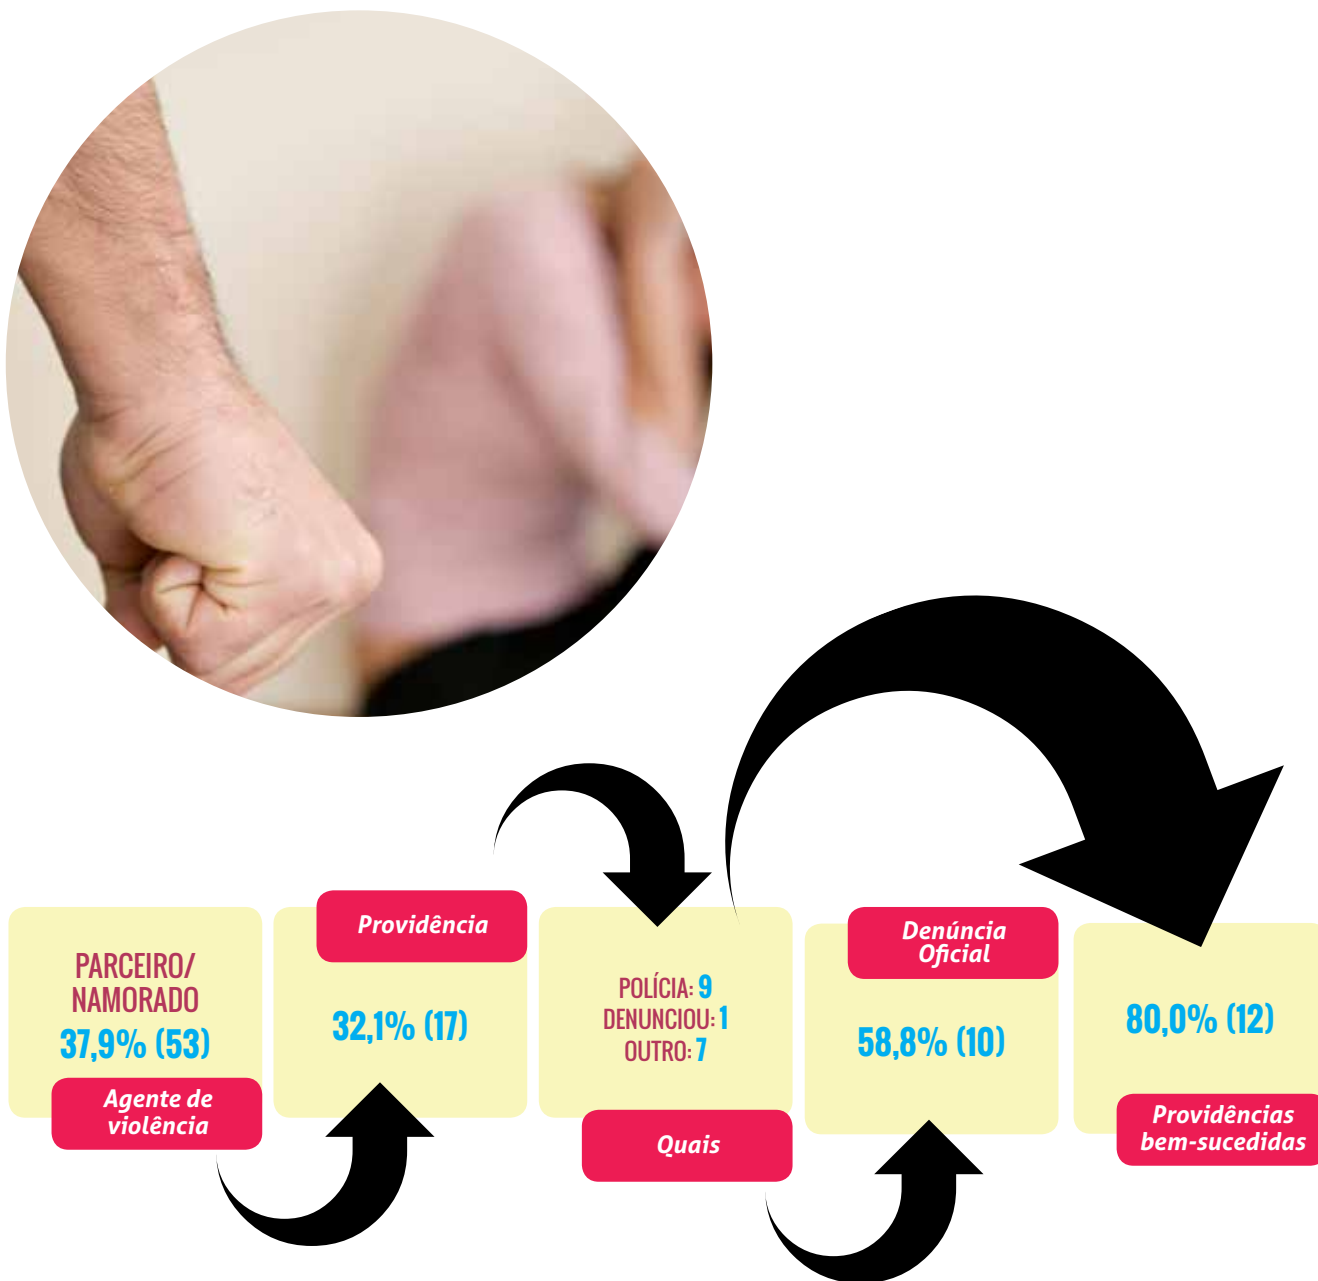 PARCEIRO/
NAMORADO
37,9% (53)
Agente de
violência
Providência
32,1% (17)
POLÍCIA: 9
DENUNCIOU: 1
OUTRO: 7
Quais
Denúncia
Oficial
58,8% (10)
80,0% (12)
Providências
bem-sucedidas